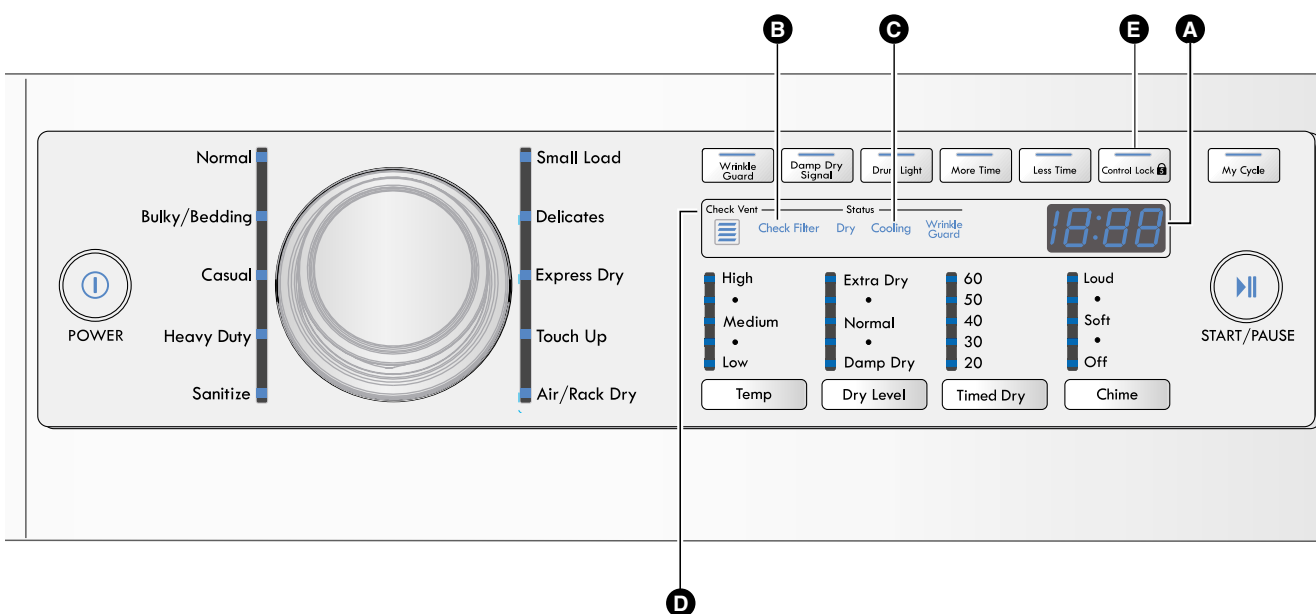 B C E A
Normal
Bulky/Bedding
Casual
Heavy Duty
Sanitize
POWER
Small Load
Delicates
Express Dry
Touch Up
Air/Rack Dry
Wrinkle
Guard
Damp Dry
Signal
Drum Light
More Time
Less Time
Control Lock
My Cycle
Check Vent
Status
Check Filter
Dry
Cooling
Wrinkle
Guard
18:88
High
Medium
Low
Temp
Extra Dry
Normal
Damp Dry
Dry Level
60
50
40
30
20
Timed Dry
Loud
Soft
Off
Chime
START/PAUSE
D